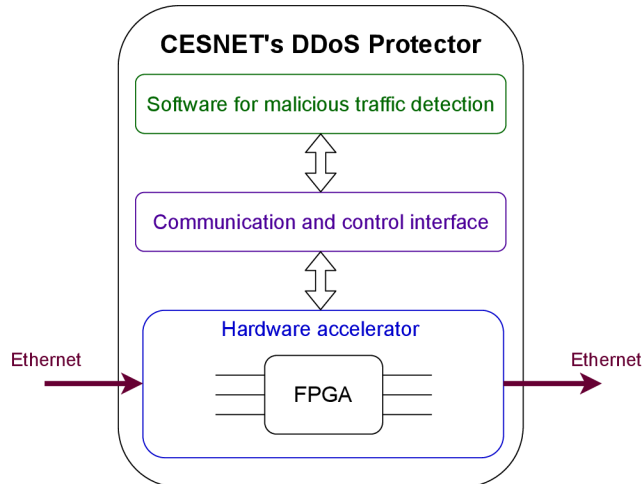 CESNET's DDoS Protector
Software for malicious traffic detection
Communication and control interface
Hardware accelerator
Ethernet
Ethernet
FPGA